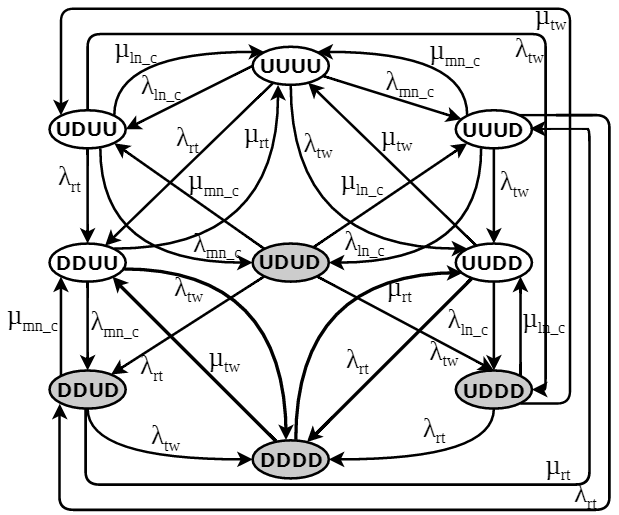 μtw
μln_c
μmn_c
λtw
UUUU
λln_c
λmn_c
UDUU
UUUD
λrt
μrt
λtw
μtw
λrt
μmn_c
μln_c
λtw
λmn_c
λln_c
DDUU
UDUD
UUDD
λtw
μrt
μmn_c
λmn_c
λln_c
μln_c
λrt
μtw
λrt
λtw
DDUD
UDDD
λtw
λrt
DDDD
μrt
λrt